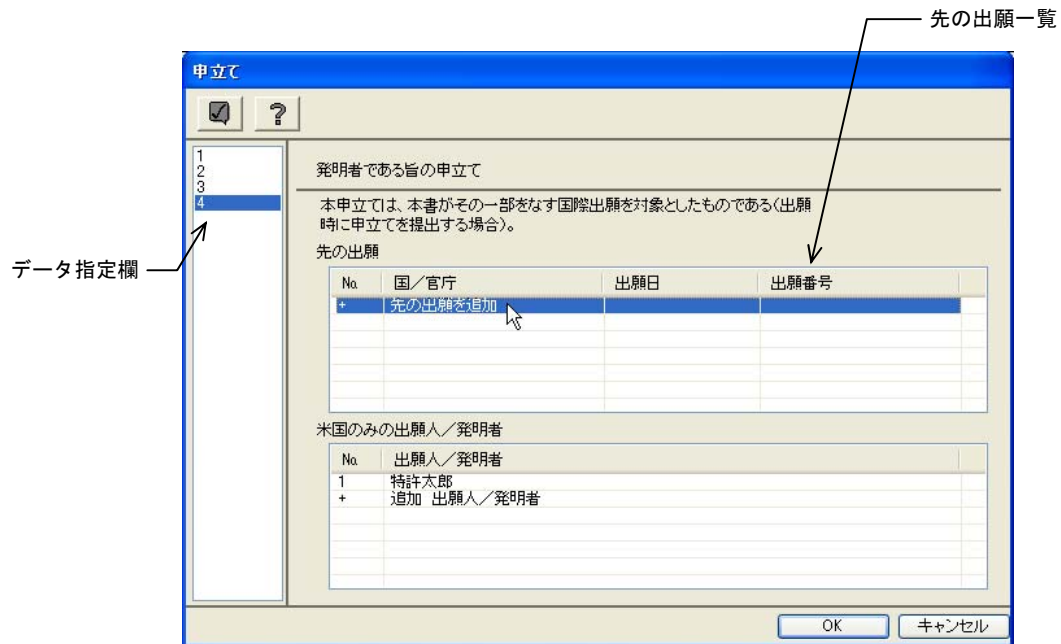 先の出願一覧
申立て
1
2
3
4
発明者である旨の申立て
本申立ては、本書がその一部をなす国際出願を対象としたものである(出願
時に申立てを提出する場合)。
データ指定欄
先の出願
No. 国/官庁 出願日 出願番号
+ 先の出願を追加
米国のみの出願人/発明者
No. 出願人/発明者
1 特許太郎
+ 追加 出願人/発明者
OK キャンセル